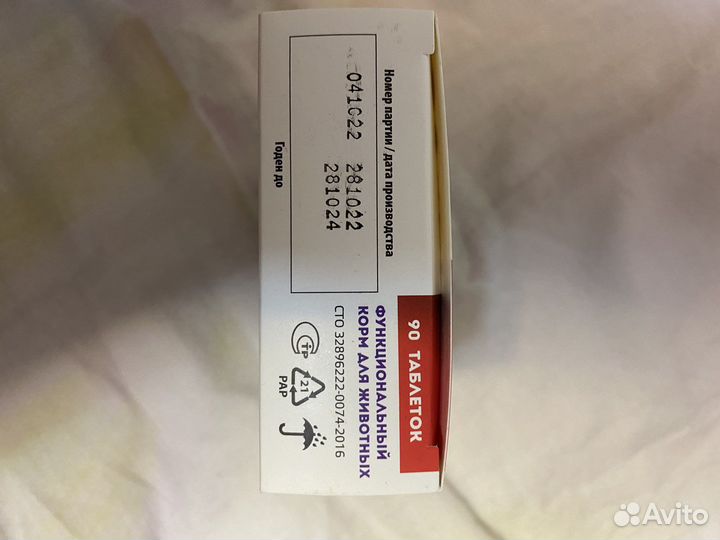 Номер партии / дата производства
041022 281022
281024
Годен до
90 ТАБЛЕТОК
ФУНКЦИОНАЛЬНЫЙ
КОРМ ДЛЯ ЖИВОТНЫХ
СТО 32896222-0074-2016
СТР
21
PAP
Avito